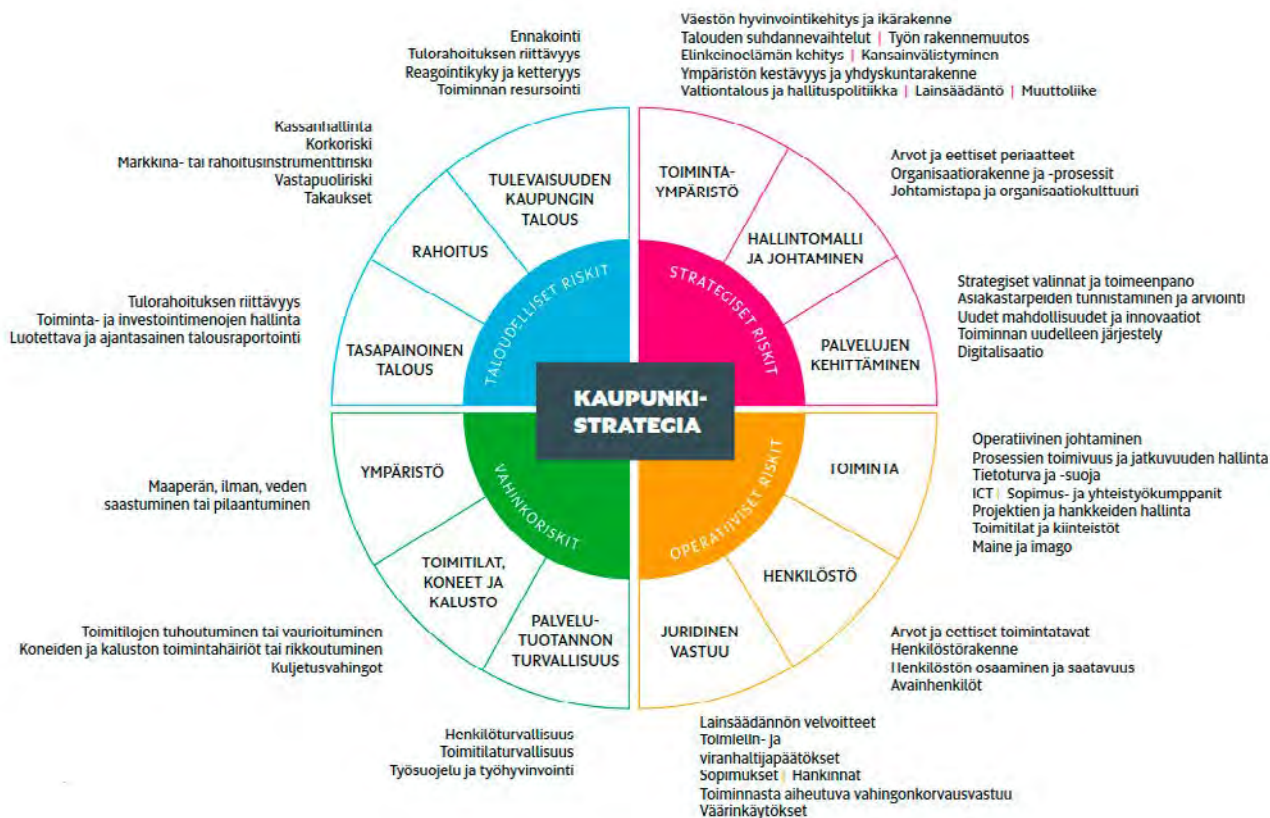 Ennakointi
Tulorahoituksen riittävyys
Reagointikyky ja ketteryys
Toiminnan resursointi
Väestön hyvinvointikehitys ja ikärakenne
Talouden suhdannevaihtelut | Työn rakennemuutos
Elinkeinoelämän kehitys | Kansainvälistyminen
Ympäristön kestävyys ja yhdyskuntarakenne
Valtiontalous ja hallituspolitiikka | Lainsäädäntö | Muuttoliike
Kassanhallinta
Korkoriski
Markkina- tai rahoitusinstrumenttiriski
Vastapuoliriski
Takaukset
Arvot ja eettiset periaatteet
Organisaatiorakenne ja -prosessit
Johtamistapa ja organisaatiokulttuuri
TULEVAISUUDEN
KAUPUNGIN
TALOUS
TOIMINTA-
YMPÄRISTÖ
RAHOITUS
HALLINTOMALLI
JA JOHTAMINEN
Tulorahoituksen riittävyys
Toiminta- ja investointimenojen hallinta
Luotettava ja ajantasainen talousraportointi
TASAPAINOINEN
TALOUS
TALOUDELLISET RISKIT
STRATEGISET RISKIT
PALVELUJEN
KEHITTÄMINEN
Strategiset valinnat ja toimeenpano
Asiakastarpeiden tunnistaminen ja arviointi
Uudet mahdollisuudet ja innovaatiot
Toiminnan uudelleen järjestely
Digitalisaatio
KAUPUNKI-
STRATEGIA
Maaperän, ilman, veden
saastuminen tai pilaantuminen
YMPÄRISTÖ
VAHINKORISKIT
OPERATIIVISET RISKIT
TOIMINTA
Operatiivinen johtaminen
Prosessien toimivuus ja jatkuvuuden hallinta
Tietoturva ja -suoja
ICT | Sopimus- ja yhteistyökumppanit
Projektien ja hankkeiden hallinta
Toimitilat ja kiinteistöt
Maine ja imago
TOIMITILAT,
KONEET JA
KALUSTO
HENKILÖSTÖ
Toimitilojen tuhoutuminen tai vaurioituminen
Koneiden ja kaluston toimintahäiriöt tai rikkoutuminen
Kuljetusvahingot
PALVELU-
TUOTANNON
TURVALLISUUS
JURIDINEN
VASTUU
Arvot ja eettiset toimintatavat
Henkilöstörakenne
Henkilöstön osaaminen ja saatavuus
Avainhenkilöt
Henkilöturvallisuus
Toimitilaturvallisuus
Työsuojelu ja työhyvinvointi
Lainsäädännön velvoitteet
Toimielin- ja
viranhaltijapäätökset
Sopimukset | Hankinnat
Toiminnasta aiheutuva vahingonkorvausvastuu
Väärinkäytökset